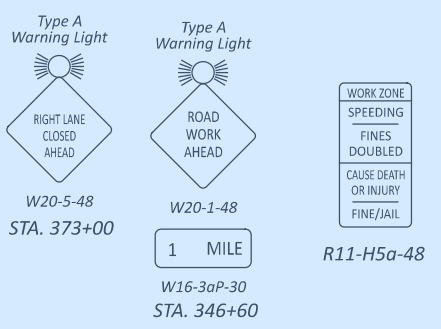 Type A
Warning Light
RIGHT LANE
CLOSED
AHEAD
W20-5-48
STA. 373+00
Type A
Warning Light
ROAD
WORK
AHEAD
W20-1-48
1 MILE
W16-3aP-30
STA. 346+60
WORK ZONE
SPEEDING
FINES
DOUBLED
CAUSE DEATH
OR INJURY
FINE/JAIL
R11-H5a-48